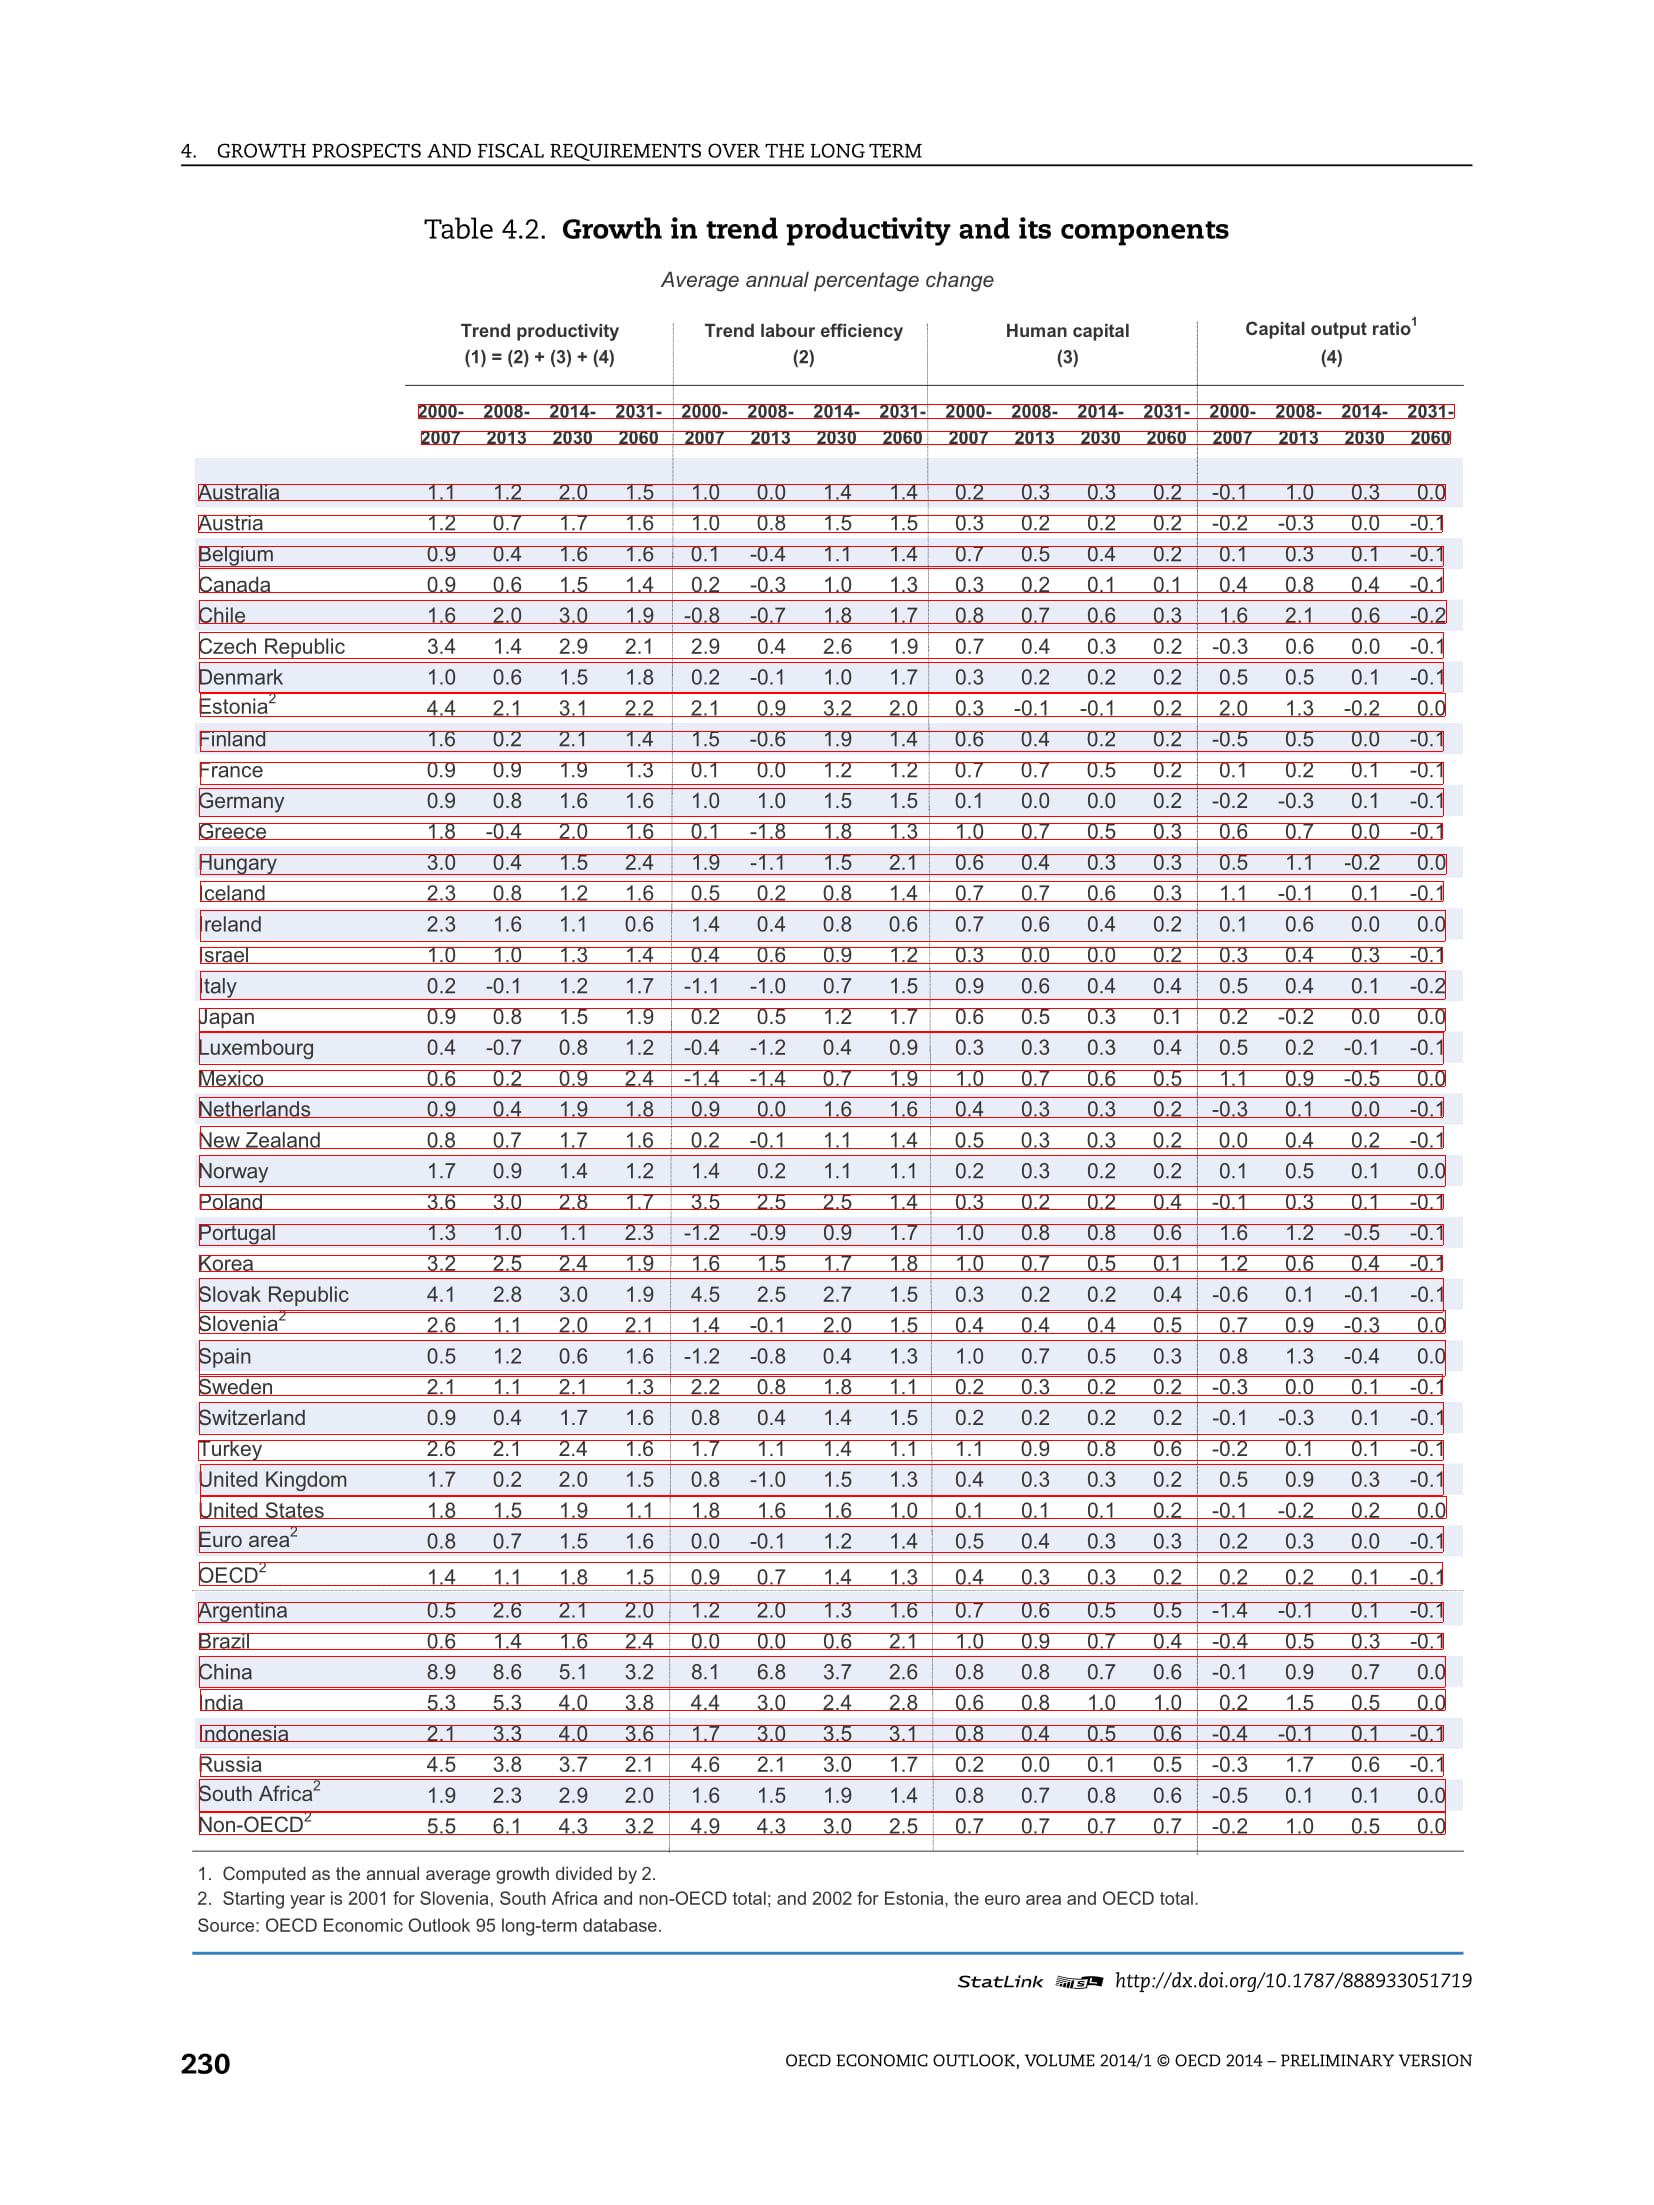 4. GROWTH PROSPECTS AND FISCAL REQUIREMENTS OVER THE LONG TERM
Table 4.2. Growth in trend productivity and its components
Average annual percentage change
Trend productivity Trend labour efficiency Human capital Capital output ratio1
(1) = (2) + (3) + (4) (2) (3) (4)
2000- 2008- 2014- 2031- 2000- 2008- 2014- 2031- 2000- 2008- 2014- 2031- 2000- 2008- 2014- 2031-
2007 2013 2030 2060 2007 2013 2030 2060 2007 2013 2030 2060 2007 2013 2030 2060
Australia 1.1 1.2 2.0 1.5 1.0 0.0 1.4 1.4 0.2 0.3 0.3 0.2 -0.1 1.0 0.3 0.0
Austria 1.2 0.7 1.7 1.6 1.0 0.8 1.5 1.5 0.3 0.2 0.2 0.2 -0.2 -0.3 0.0 -0.1
Belgium 0.9 0.4 1.6 1.6 0.1 -0.4 1.1 1.4 0.7 0.5 0.4 0.2 0.1 0.3 0.1 -0.1
Canada 0.9 0.6 1.5 1.4 0.2 -0.3 1.0 1.3 0.3 0.2 0.1 0.1 0.4 0.8 0.4 -0.1
Chile 1.6 2.0 3.0 1.9 -0.8 -0.7 1.8 1.7 0.8 0.7 0.6 0.3 1.6 2.1 0.6 -0.2
Czech Republic 3.4 1.4 2.9 2.1 2.9 0.4 2.6 1.9 0.7 0.4 0.3 0.2 -0.3 0.6 0.0 -0.1
Denmark 1.0 0.6 1.5 1.8 0.2 -0.1 1.0 1.7 0.3 0.2 0.2 0.2 0.5 0.5 0.1 -0.1
Estonia2 4.4 2.1 3.1 2.2 2.1 0.9 3.2 2.0 0.3 -0.1 -0.1 0.2 2.0 1.3 -0.2 0.0
Finland 1.6 0.2 2.1 1.4 1.5 -0.6 1.9 1.4 0.6 0.4 0.2 0.2 -0.5 0.5 0.0 -0.1
France 0.9 0.9 1.9 1.3 0.1 0.0 1.2 1.2 0.7 0.7 0.5 0.2 0.1 0.2 0.1 -0.1
Germany 0.9 0.8 1.6 1.6 1.0 1.0 1.5 1.5 0.1 0.0 0.0 0.2 -0.2 -0.3 0.1 -0.1
Greece 1.8 -0.4 2.0 1.6 0.1 -1.8 1.8 1.3 1.0 0.7 0.5 0.3 0.6 0.7 0.0 -0.1
Hungary 3.0 0.4 1.5 2.4 1.9 -1.1 1.5 2.1 0.6 0.4 0.3 0.3 0.5 1.1 -0.2 0.0
Iceland 2.3 0.8 1.2 1.6 0.5 0.2 0.8 1.4 0.7 0.7 0.6 0.3 1.1 -0.1 0.1 -0.1
Ireland 2.3 1.6 1.1 0.6 1.4 0.4 0.8 0.6 0.7 0.6 0.4 0.2 0.1 0.6 0.0 0.0
Israel 1.0 1.0 1.3 1.4 0.4 0.6 0.9 1.2 0.3 0.0 0.0 0.2 0.3 0.4 0.3 -0.1
Italy 0.2 -0.1 1.2 1.7 -1.1 -1.0 0.7 1.5 0.9 0.6 0.4 0.4 0.5 0.4 0.1 -0.2
Japan 0.9 0.8 1.5 1.9 0.2 0.5 1.2 1.7 0.6 0.5 0.3 0.1 0.2 -0.2 0.0 0.0
Luxembourg 0.4 -0.7 0.8 1.2 -0.4 -1.2 0.4 0.9 0.3 0.3 0.3 0.4 0.5 0.2 -0.1 -0.1
Mexico 0.6 0.2 0.9 2.4 -1.4 -1.4 0.7 1.9 1.0 0.7 0.6 0.5 1.1 0.9 -0.5 0.0
Netherlands 0.9 0.4 1.9 1.8 0.9 0.0 1.6 1.6 0.4 0.3 0.3 0.2 -0.3 0.1 0.0 -0.1
New Zealand 0.8 0.7 1.7 1.6 0.2 -0.1 1.1 1.4 0.5 0.3 0.3 0.2 0.0 0.4 0.2 -0.1
Norway 1.7 0.9 1.4 1.2 1.4 0.2 1.1 1.1 0.2 0.3 0.2 0.2 0.1 0.5 0.1 0.0
Poland 3.6 3.0 2.8 1.7 3.5 2.5 2.5 1.4 0.3 0.2 0.2 0.4 -0.1 0.3 0.1 -0.1
Portugal 1.3 1.0 1.1 2.3 -1.2 -0.9 0.9 1.7 1.0 0.8 0.8 0.6 1.6 1.2 -0.5 -0.1
Korea 3.2 2.5 2.4 1.9 1.6 1.5 1.7 1.8 1.0 0.7 0.5 0.1 1.2 0.6 0.4 -0.1
Slovak Republic 4.1 2.8 3.0 1.9 4.5 2.5 2.7 1.5 0.3 0.2 0.2 0.4 -0.6 0.1 -0.1 -0.1
Slovenia2 2.6 1.1 2.0 2.1 1.4 -0.1 2.0 1.5 0.4 0.4 0.4 0.5 0.7 0.9 -0.3 0.0
Spain 0.5 1.2 0.6 1.6 -1.2 -0.8 0.4 1.3 1.0 0.7 0.5 0.3 0.8 1.3 -0.4 0.0
Sweden 2.1 1.1 2.1 1.3 2.2 0.8 1.8 1.1 0.2 0.3 0.2 0.2 -0.3 0.0 0.1 -0.1
Switzerland 0.9 0.4 1.7 1.6 0.8 0.4 1.4 1.5 0.2 0.2 0.2 0.2 -0.1 -0.3 0.1 -0.1
Turkey 2.6 2.1 2.4 1.6 1.7 1.1 1.4 1.1 1.1 0.9 0.8 0.6 -0.2 0.1 0.1 -0.1
United Kingdom 1.7 0.2 2.0 1.5 0.8 -1.0 1.5 1.3 0.4 0.3 0.3 0.2 0.5 0.9 0.3 -0.1
United States 1.8 1.5 1.9 1.1 1.8 1.6 1.6 1.0 0.1 0.1 0.1 0.2 -0.1 -0.2 0.2 0.0
Euro area2 0.8 0.7 1.5 1.6 0.0 -0.1 1.2 1.4 0.5 0.4 0.3 0.3 0.2 0.3 0.0 -0.1
OECD2 1.4 1.1 1.8 1.5 0.9 0.7 1.4 1.3 0.4 0.3 0.3 0.2 0.2 0.2 0.1 -0.1
Argentina 0.5 2.6 2.1 2.0 1.2 2.0 1.3 1.6 0.7 0.6 0.5 0.5 -1.4 -0.1 0.1 -0.1
Brazil 0.6 1.4 1.6 2.4 0.0 0.0 0.6 2.1 1.0 0.9 0.7 0.4 -0.4 0.5 0.3 -0.1
China 8.9 8.6 5.1 3.2 8.1 6.8 3.7 2.6 0.8 0.8 0.7 0.6 -0.1 0.9 0.7 0.0
India 5.3 5.3 4.0 3.8 4.4 3.0 2.4 2.8 0.6 0.8 1.0 1.0 0.2 1.5 0.5 0.0
Indonesia 2.1 3.3 4.0 3.6 1.7 3.0 3.5 3.1 0.8 0.4 0.5 0.6 -0.4 -0.1 0.1 -0.1
Russia 4.5 3.8 3.7 2.1 4.6 2.1 3.0 1.7 0.2 0.0 0.1 0.5 -0.3 1.7 0.6 -0.1
South Africa2 1.9 2.3 2.9 2.0 1.6 1.5 1.9 1.4 0.8 0.7 0.8 0.6 -0.5 0.1 0.1 0.0
Non-OECD2 5.5 6.1 4.3 3.2 4.9 4.3 3.0 2.5 0.7 0.7 0.7 0.7 -0.2 1.0 0.5 0.0
1. Computed as the annual average growth divided by 2.
2. Starting year is 2001 for Slovenia, South Africa and non-OECD total; and 2002 for Estonia, the euro area and OECD total.
Source: OECD Economic Outlook 95 long-term database.
StatLink http://dx.doi.org/10.1787/888933051719
230 OECD ECONOMIC OUTLOOK, VOLUME 2014/1 © OECD 2014 – PRELIMINARY VERSION